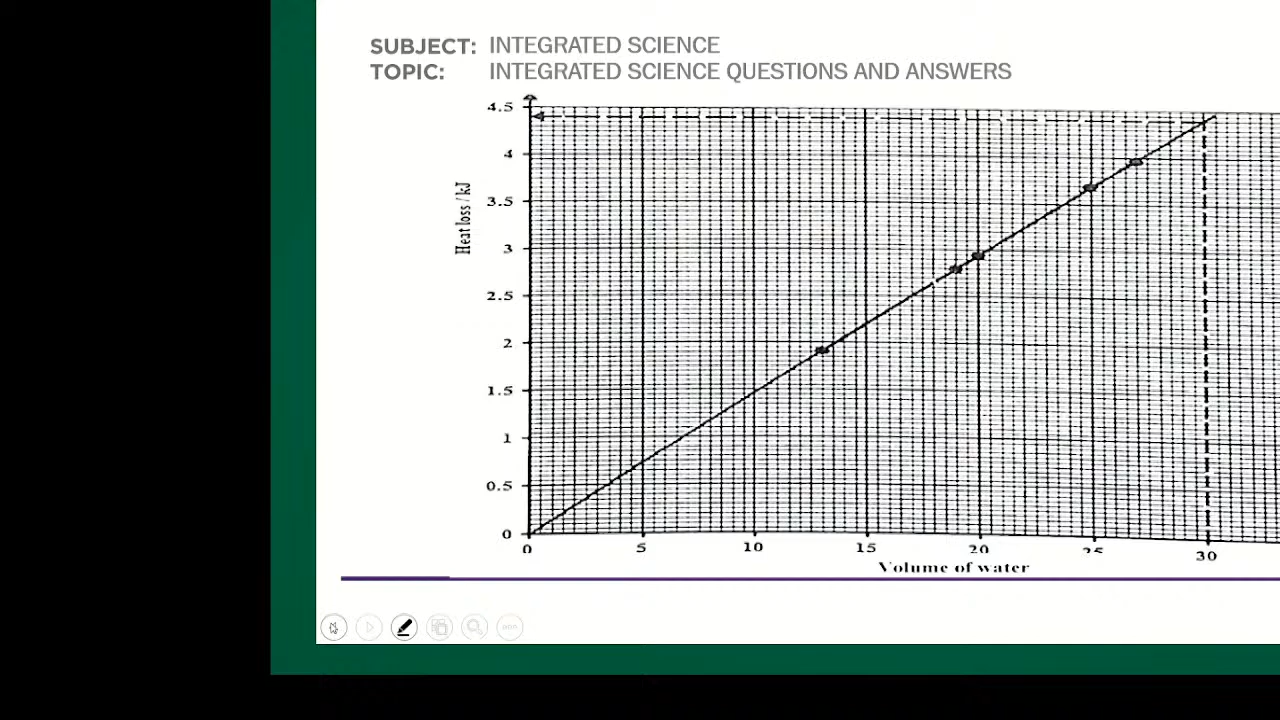 SUBJECT: INTEGRATED SCIENCE
TOPIC: INTEGRATED SCIENCE QUESTIONS AND ANSWERS
4.5
4
3.5
3
2.5
2
1.5
1
0.5
0
Heat loss / kJ
0 5 10 15 20 25 30
Volume of water